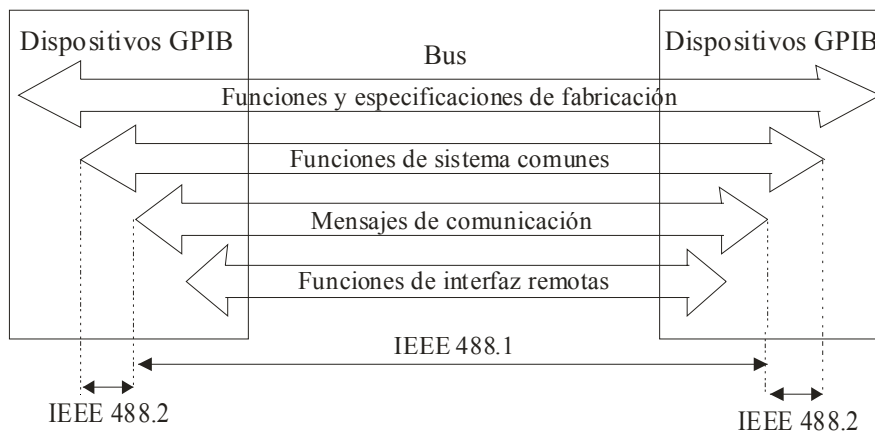 Dispositivos GPIB
Dispositivos GPIB
Bus
Funciones y especificaciones de fabricación
Funciones de sistema comunes
Mensajes de comunicación
Funciones de interfaz remotas
IEEE 488.1
IEEE 488.2
IEEE 488.2